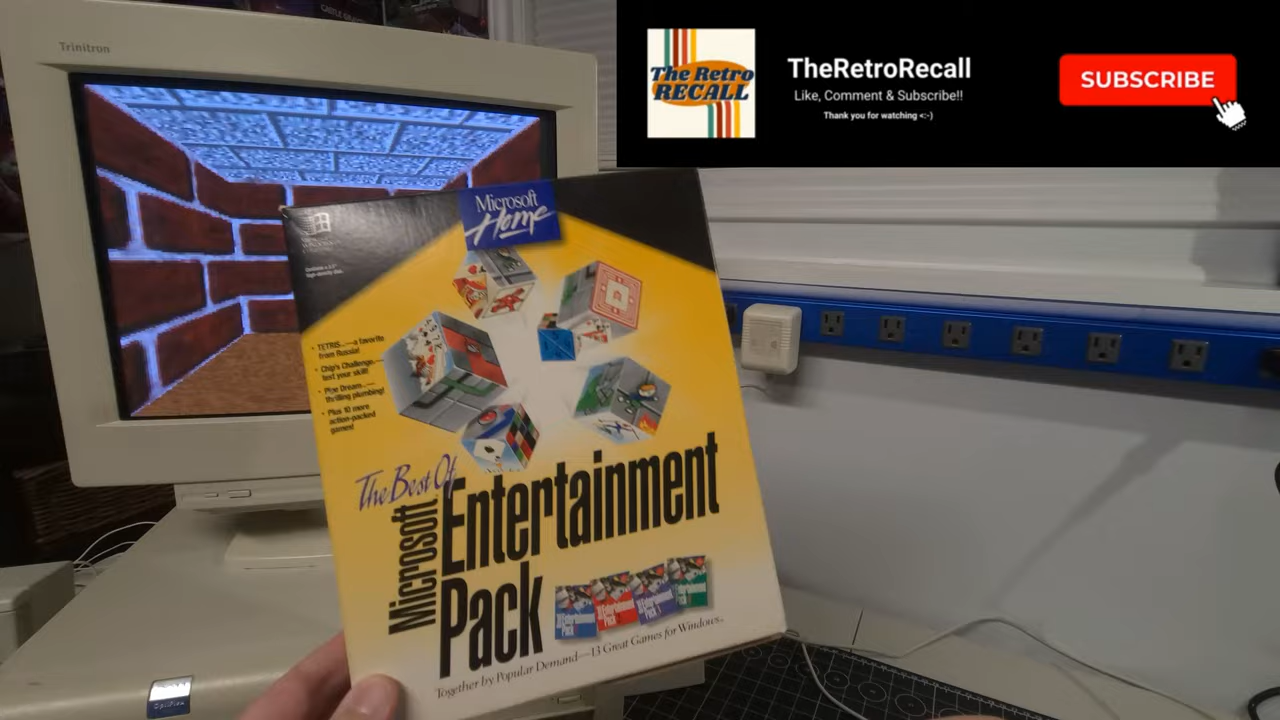 Trinitron
The Retro
RECALL
TheRetroRecall
Like, Comment & Subscribe!!
Thank you for watching <:-)
SUBSCRIBE
Microsoft
Home
• TETRIS...—a favorite
from Russia!
• Chip's Challenge...
test your skill!
• Pipe Dream...—
thrilling plumbing!
• Plus 10 more
action-packed
games!
The Best Of
Microsoft
Entertainment
Pack
Together by Popular Demand—13 Great Games for Windows™
OptiPlex